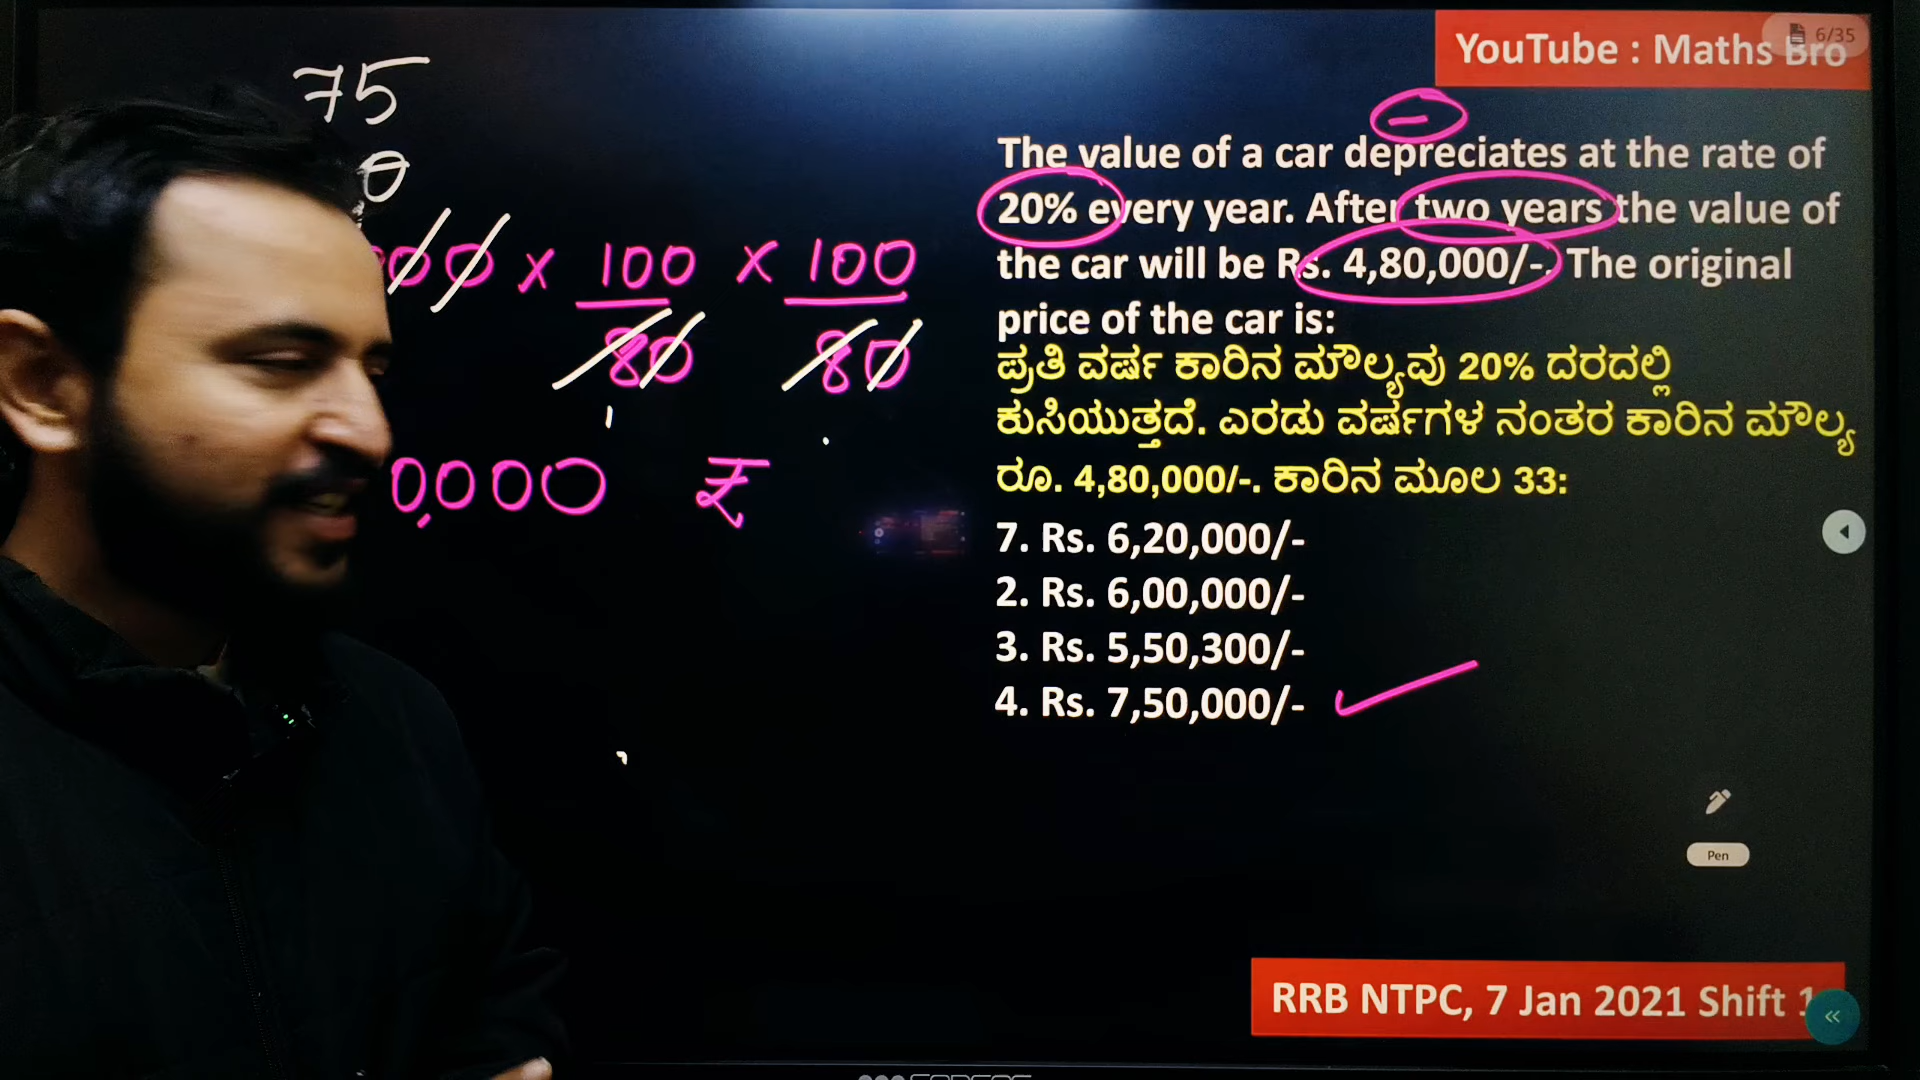 YouTube : Maths Bro
6/35
75
0
00 x 100 x 100
80 80
0,000 ₹
The value of a car depreciates at the rate of
20% every year. After two years the value of
the car will be Rs. 4,80,000/-. The original
price of the car is:
ಪ್ರತಿ ವರ್ಷ ಕಾರಿನ ಮೌಲ್ಯವು 20% ದರದಲ್ಲಿ
ಕುಸಿಯುತ್ತದೆ. ಎರಡು ವರ್ಷಗಳ ನಂತರ ಕಾರಿನ ಮೌಲ್ಯ
ರೂ. 4,80,000/-. ಕಾರಿನ ಮೂಲ 33:
7. Rs. 6,20,000/-
2. Rs. 6,00,000/-
3. Rs. 5,50,300/-
4. Rs. 7,50,000/-
Pen
RRB NTPC, 7 Jan 2021 Shift 1